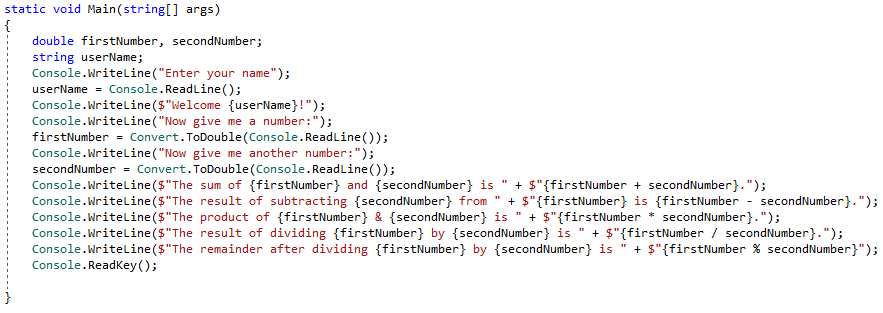 static void Main(string[] args)
{
double firstNumber, secondNumber;
string userName;
Console.WriteLine("Enter your name");
userName = Console.ReadLine();
Console.WriteLine($"Welcome {userName}!");
Console.WriteLine("Now give me a number:");
firstNumber = Convert.ToDouble(Console.ReadLine());
Console.WriteLine("Now give me another number:");
secondNumber = Convert.ToDouble(Console.ReadLine());
Console.WriteLine($"The sum of {firstNumber} and {secondNumber} is " + $"{firstNumber + secondNumber}.");
Console.WriteLine($"The result of subtracting {secondNumber} from " + $"{firstNumber} is {firstNumber - secondNumber}.");
Console.WriteLine($"The product of {firstNumber} & {secondNumber} is " + $"{firstNumber * secondNumber}.");
Console.WriteLine($"The result of dividing {firstNumber} by {secondNumber} is " + $"{firstNumber / secondNumber}.");
Console.WriteLine($"The remainder after dividing {firstNumber} by {secondNumber} is " + $"{firstNumber % secondNumber}");
Console.ReadKey();
}